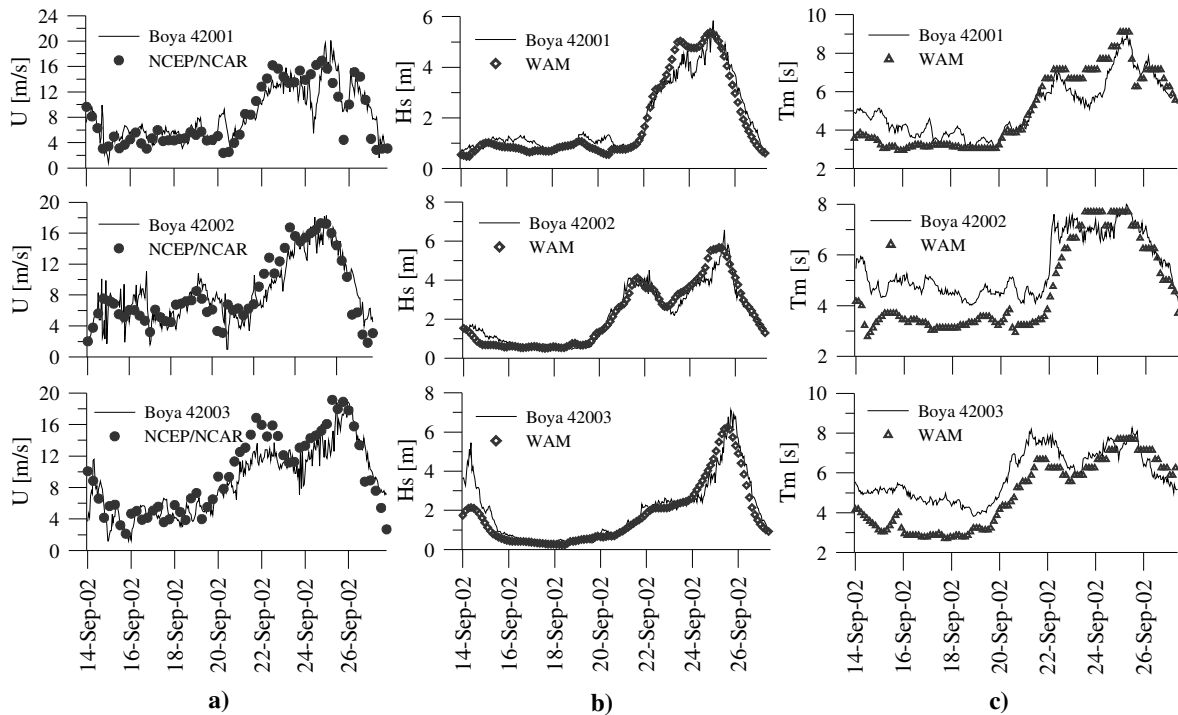 24
20
16
12
8
4
0
U [m/s]
Boya 42001
NCEP/NCAR
6
4
2
0
Hs [m]
Boya 42001
WAM
10
8
6
4
2
Tm [s]
Boya 42001
WAM
20
16
12
8
4
0
U [m/s]
Boya 42002
NCEP/NCAR
8
6
4
2
0
Hs [m]
Boya 42002
WAM
8
6
4
2
Tm [s]
Boya 42002
WAM
20
16
12
8
4
0
U [m/s]
Boya 42003
NCEP/NCAR
8
6
4
2
0
Hs [m]
Boya 42003
WAM
10
8
6
4
2
Tm [s]
Boya 42003
WAM
14-Sep-02
16-Sep-02
18-Sep-02
20-Sep-02
22-Sep-02
24-Sep-02
26-Sep-02
14-Sep-02
16-Sep-02
18-Sep-02
20-Sep-02
22-Sep-02
24-Sep-02
26-Sep-02
14-Sep-02
16-Sep-02
18-Sep-02
20-Sep-02
22-Sep-02
24-Sep-02
26-Sep-02
a)
b)
c)